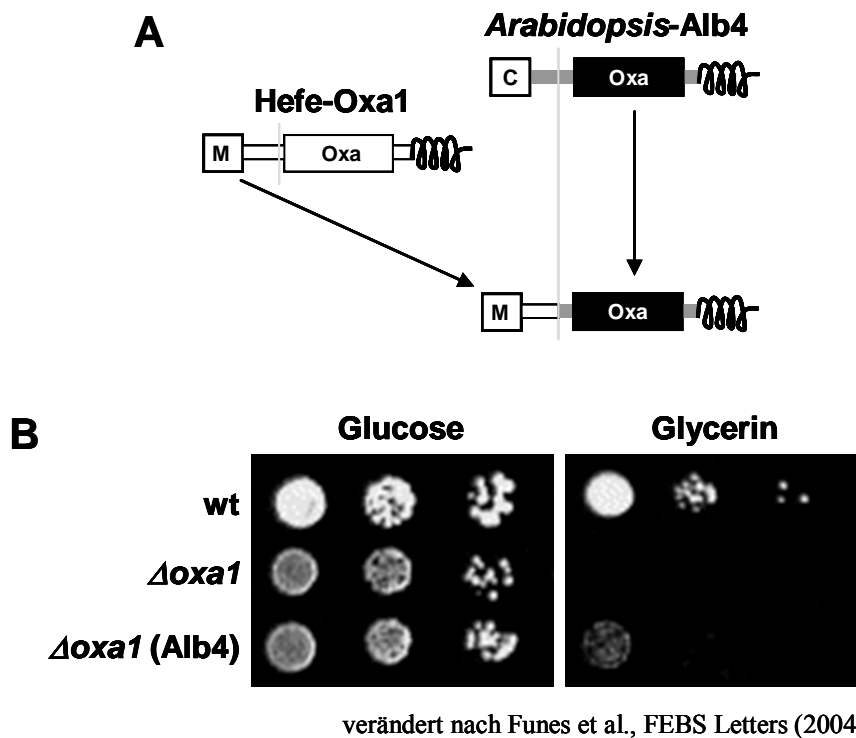 A
Arabidopsis-Alb4
C
Oxa
Hefe-Oxa1
M
Oxa
M
Oxa
B
Glucose
Glycerin
wt
Δoxa1
Δoxa1 (Alb4)
verändert nach Funes et al., FEBS Letters (2004